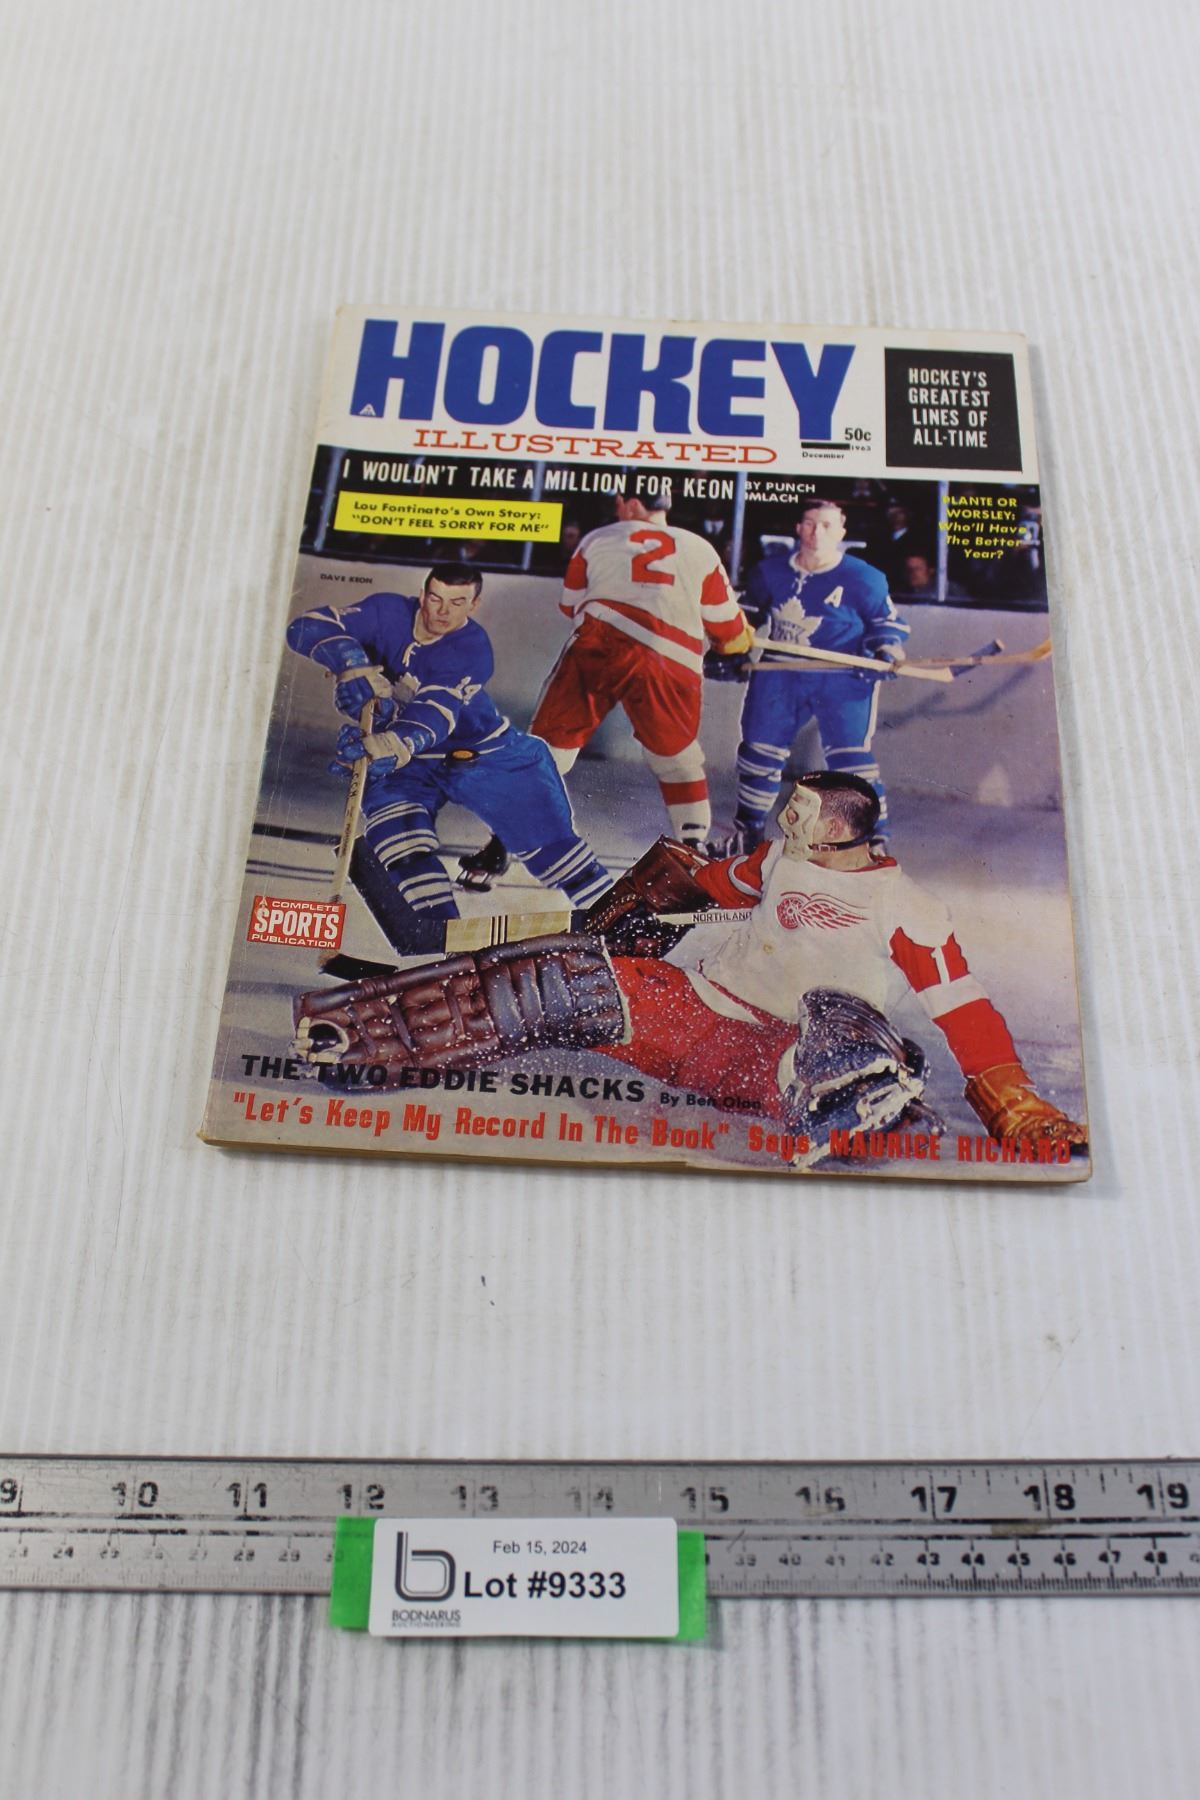 HOCKEY
ILLUSTRATED
50c
December 1963
HOCKEY'S
GREATEST
LINES OF
ALL-TIME
I WOULDN'T TAKE A MILLION FOR KEON BY PUNCH
IMLACH
Lou Fontinato's Own Story:
"DON'T FEEL SORRY FOR ME"
PLANTE OR
WORSLEY:
Who'll Have
The Better
Year?
DAVE KEON
2
A
14
NORTHLAND
1
A COMPLETE
SPORTS
PUBLICATION
THE TWO EDDIE SHACKS By Ben Olan
"Let's Keep My Record In The Book" Says MAURICE RICHARD
9 10 11 12 13 14 15 16 17 18 19
23 24 25 26 27 28 29 30 39 40 41 42 43 44 45 46 47 48
Feb 15, 2024
Lot #9333
BODNARUS
AUCTIONEERING